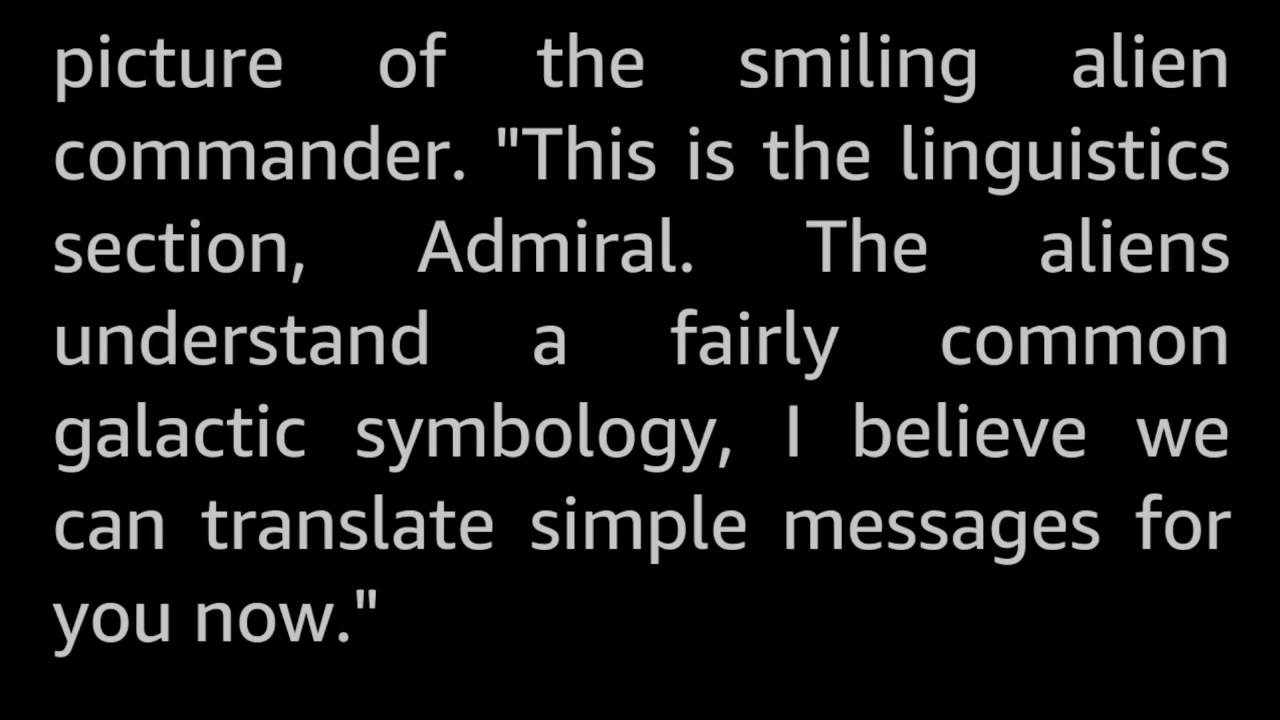 picture of the smiling alien
commander. "This is the linguistics
section, Admiral. The aliens
understand a fairly common
galactic symbology, I believe we
can translate simple messages for
you now."